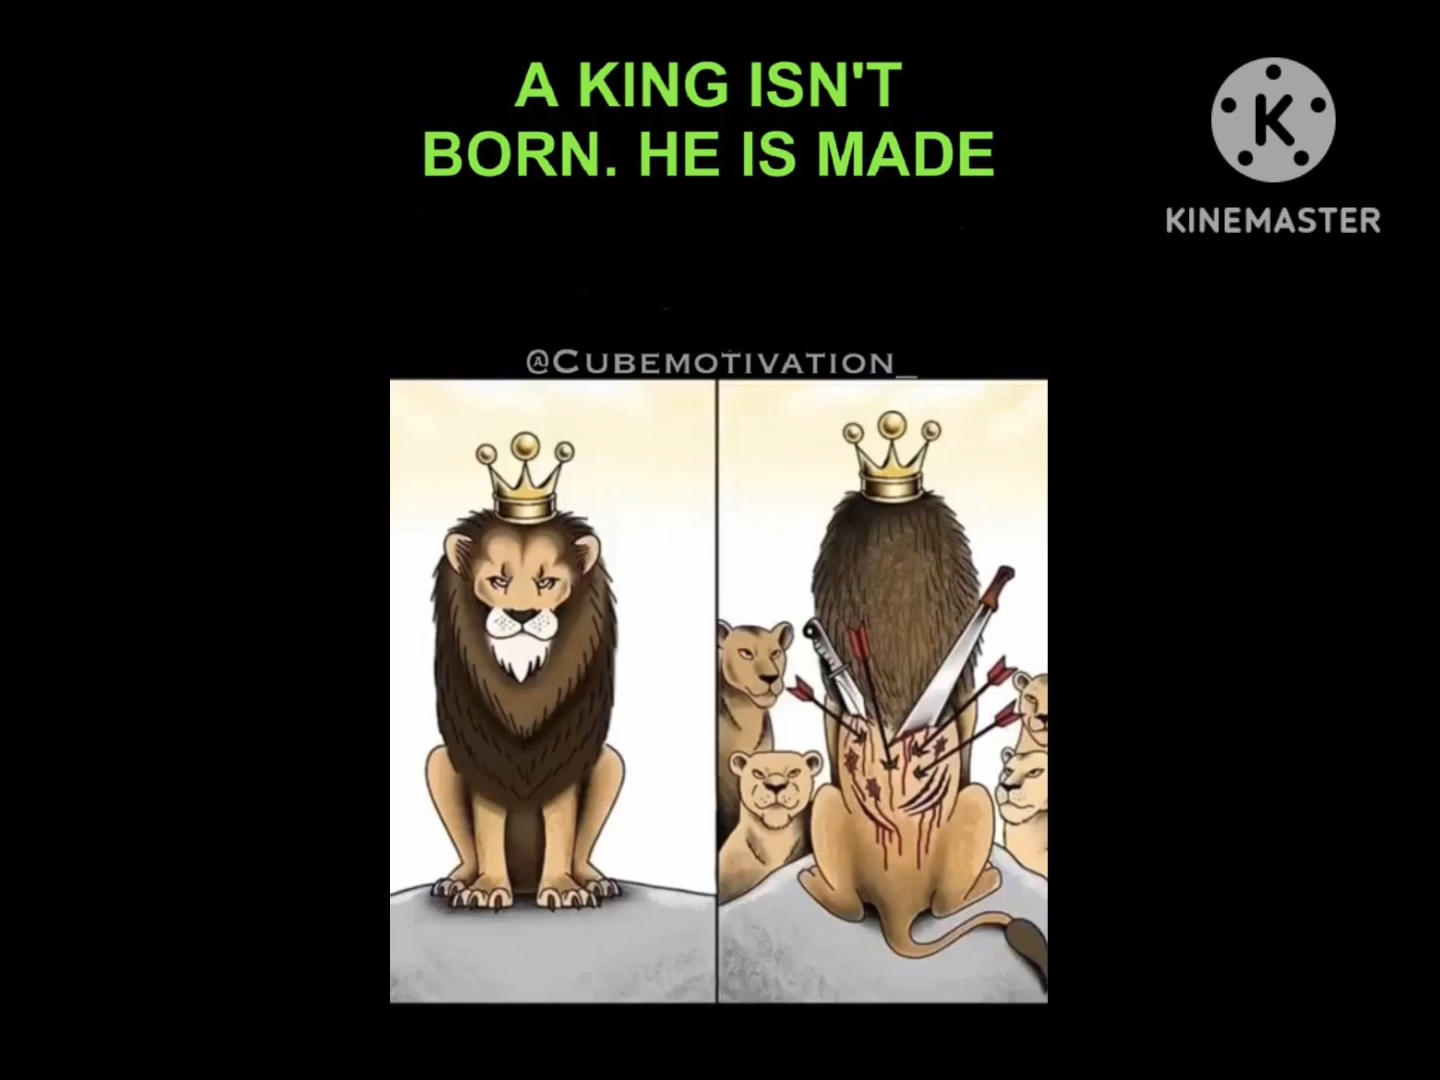 A KING ISN'T
BORN. HE IS MADE
K
KINEMASTER
@CUBEMOTIVATION_